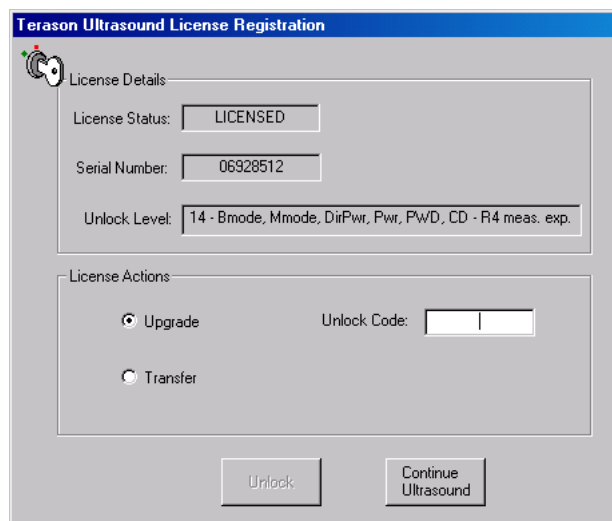 Terason Ultrasound License Registration
License Details
License Status: LICENSED
Serial Number: 06928512
Unlock Level: 14 - Bmode, Mmode, DirPwr, Pwr, PWD, CD - R4 meas. exp.
License Actions
Upgrade Unlock Code:
Transfer
Unlock
Continue
Ultrasound